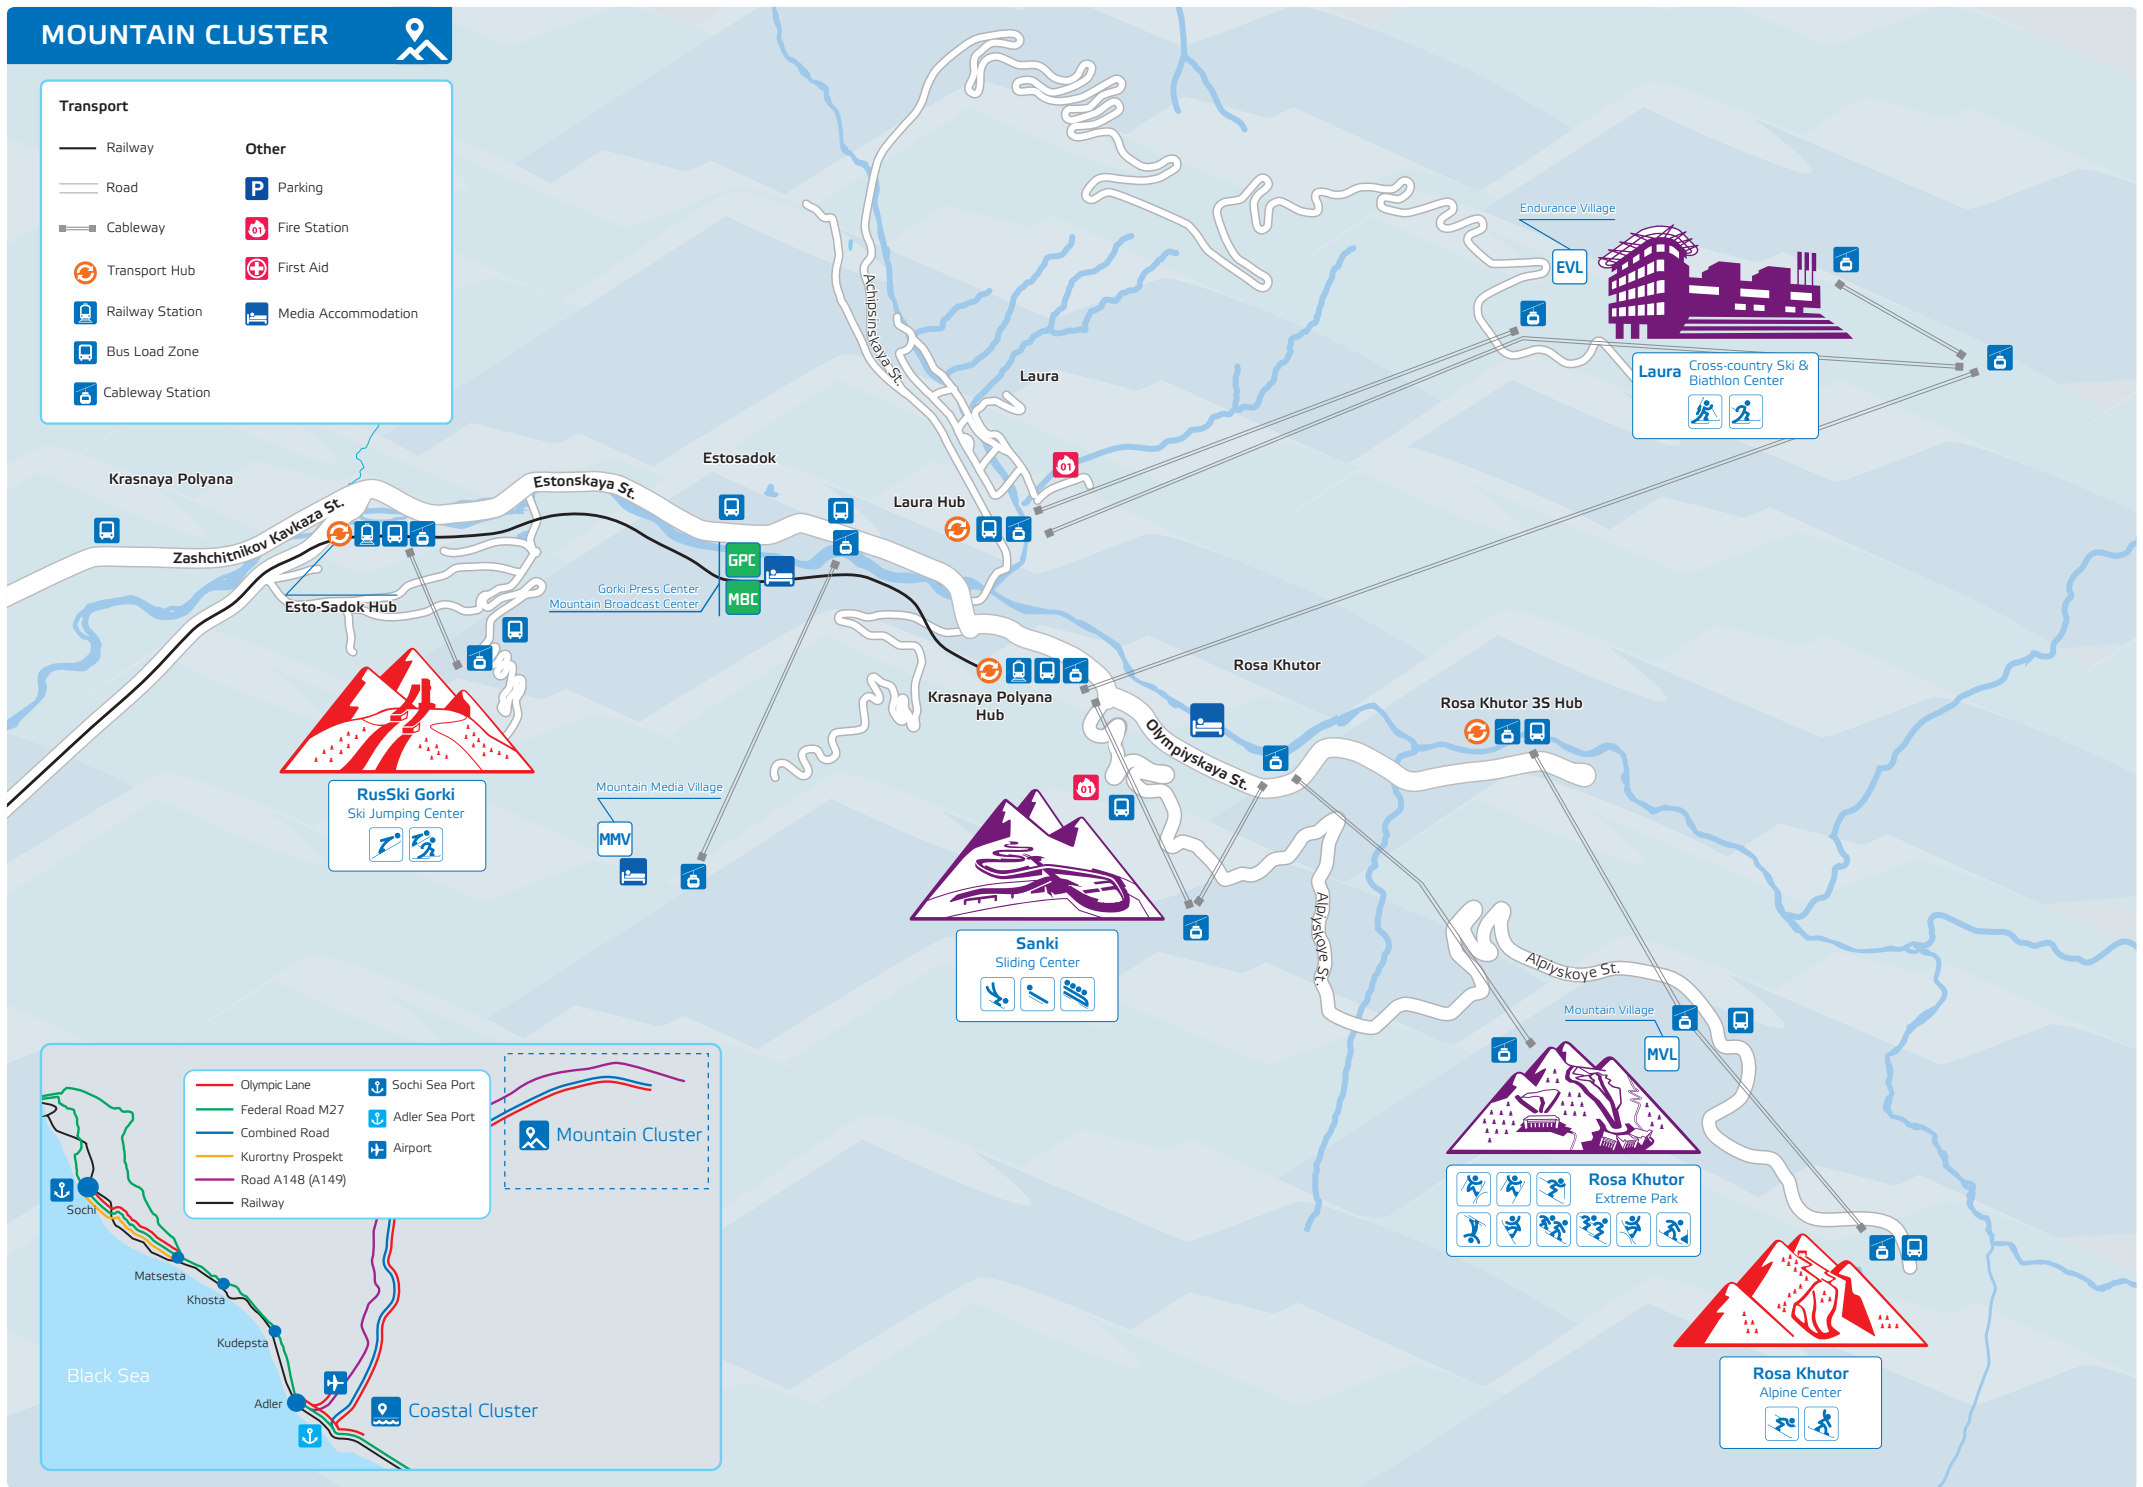 MOUNTAIN CLUSTER
Transport
Railway
Road
Cableway
Transport Hub
Railway Station
Bus Load Zone
Cableway Station
Other
P
Parking
01
Fire Station
First Aid
Media Accommodation
Endurance Village
EVL
Laura
Cross-country Ski &
Biathlon Center
Achipsinskaya St.
Laura
01
Krasnaya Polyana
Zashchitnikov Kavkaza St.
Estonskaya St.
Estosadok
Laura Hub
Esto-Sadok Hub
GPC
MBC
Gorki Press Center
Mountain Broadcast Center
Krasnaya Polyana
Hub
Rosa Khutor
Olympiyskaya St.
Rosa Khutor 3S Hub
RusSki Gorki
Ski Jumping Center
Mountain Media Village
MMV
01
Sanki
Sliding Center
Alpiyskoye St.
Alpiyskoye St.
Mountain Village
MVL
Rosa Khutor
Extreme Park
Rosa Khutor
Alpine Center
Olympic Lane
Federal Road M27
Combined Road
Kurortny Prospekt
Road A148 (A149)
Railway
Sochi Sea Port
Adler Sea Port
Airport
Mountain Cluster
Sochi
Matsesta
Khosta
Kudepsta
Black Sea
Adler
Coastal Cluster